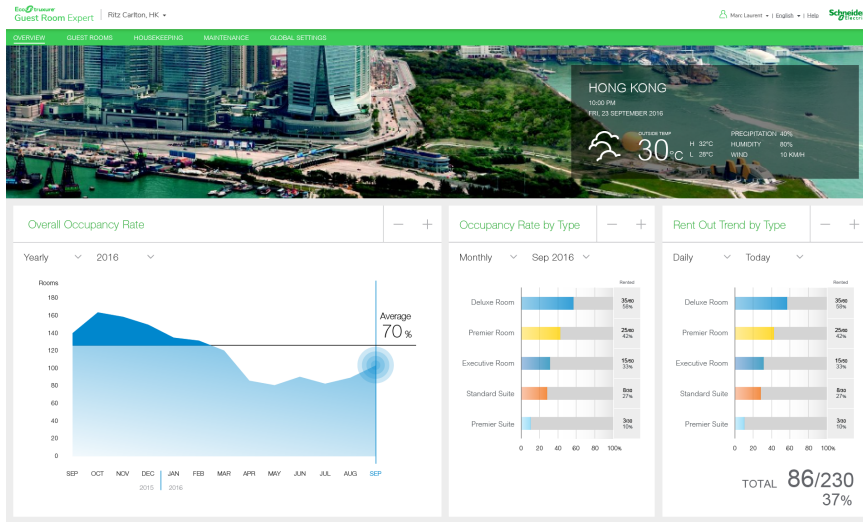 EcoStruxure
Guest Room Expert
Ritz Carlton, HK
Marc Laurent | English | Help
Schneider
Electric
OVERVIEW GUEST ROOMS HOUSEKEEPING MAINTENANCE GLOBAL SETTINGS
HONG KONG
10:00 PM
FRI, 23 SEPTEMBER 2016
OUTSIDE TEMP
30°C
H 32°C
L 28°C
PRECIPITATION 40%
HUMIDITY 80%
WIND 10 KM/H
Overall Occupancy Rate
Yearly 2016
Rooms
180
160
140
120
100
80
60
40
20
0
Average
70 %
SEP OCT NOV DEC JAN FEB MAR APR MAY JUN JUL AUG SEP
2015 2016
Occupancy Rate by Type
Monthly Sep 2016
Rented
Deluxe Room 35/60
58%
Premier Room 25/60
42%
Executive Room 15/60
33%
Standard Suite 8/30
27%
Premier Suite 3/30
10%
0 20 40 60 80 100%
Rent Out Trend by Type
Daily Today
Rented
Deluxe Room 35/60
58%
Premier Room 25/60
42%
Executive Room 15/60
33%
Standard Suite 8/30
27%
Premier Suite 3/30
10%
0 20 40 60 80 100%
TOTAL 86/230
37%